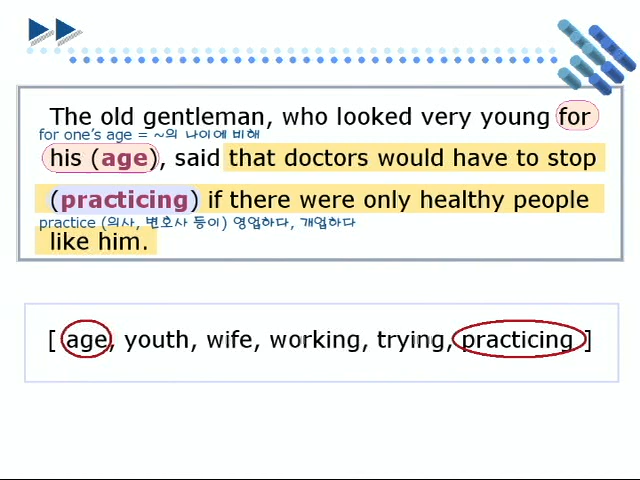 The old gentleman, who looked very young for
for one's age = ~의 나이에 비해
his (age), said that doctors would have to stop
(practicing) if there were only healthy people
practice (의사, 변호사 등이) 영업하다, 개업하다
like him.
[ age, youth, wife, working, trying, practicing ]